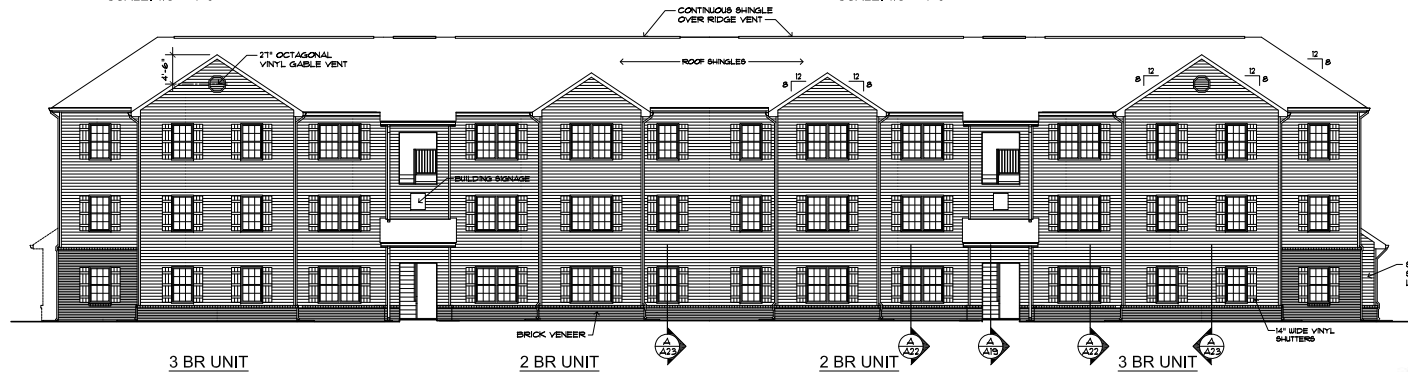 CONTINUOUS SHINGLE
OVER RIDGE VENT
27" OCTAGONAL
VINYL GABLE VENT
4'-6"
ROOF SHINGLES
12
8
12
8
12
8
12
8
12
8
BUILDING SIGNAGE
BRICK VENEER
14" WIDE VINYL
SHUTTERS
A
A23
A
A22
A
A19
A
A22
A
A23
3 BR UNIT
2 BR UNIT
2 BR UNIT
3 BR UNIT